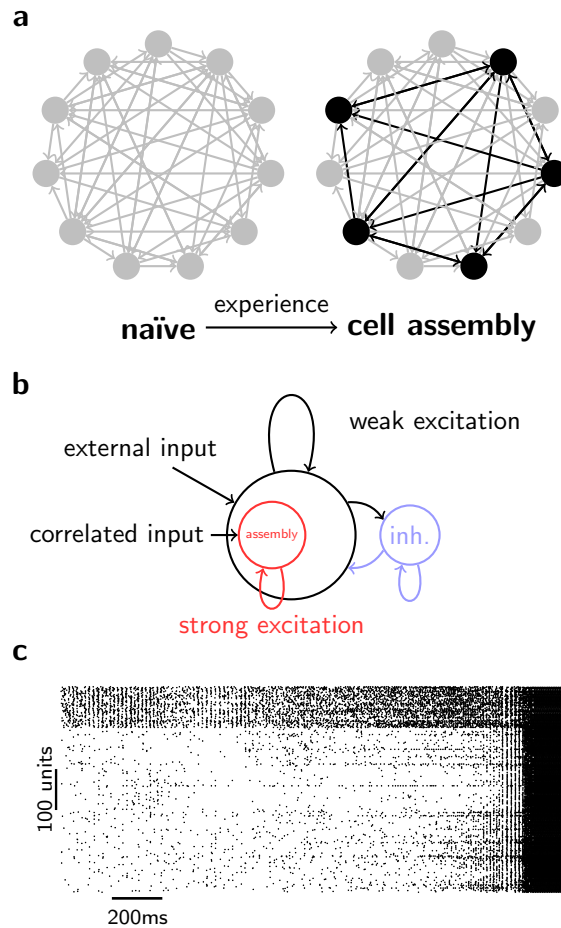 a
experience
naïve
cell assembly
b
weak excitation
external input
correlated input
assembly
inh.
strong excitation
c
100 units
200ms